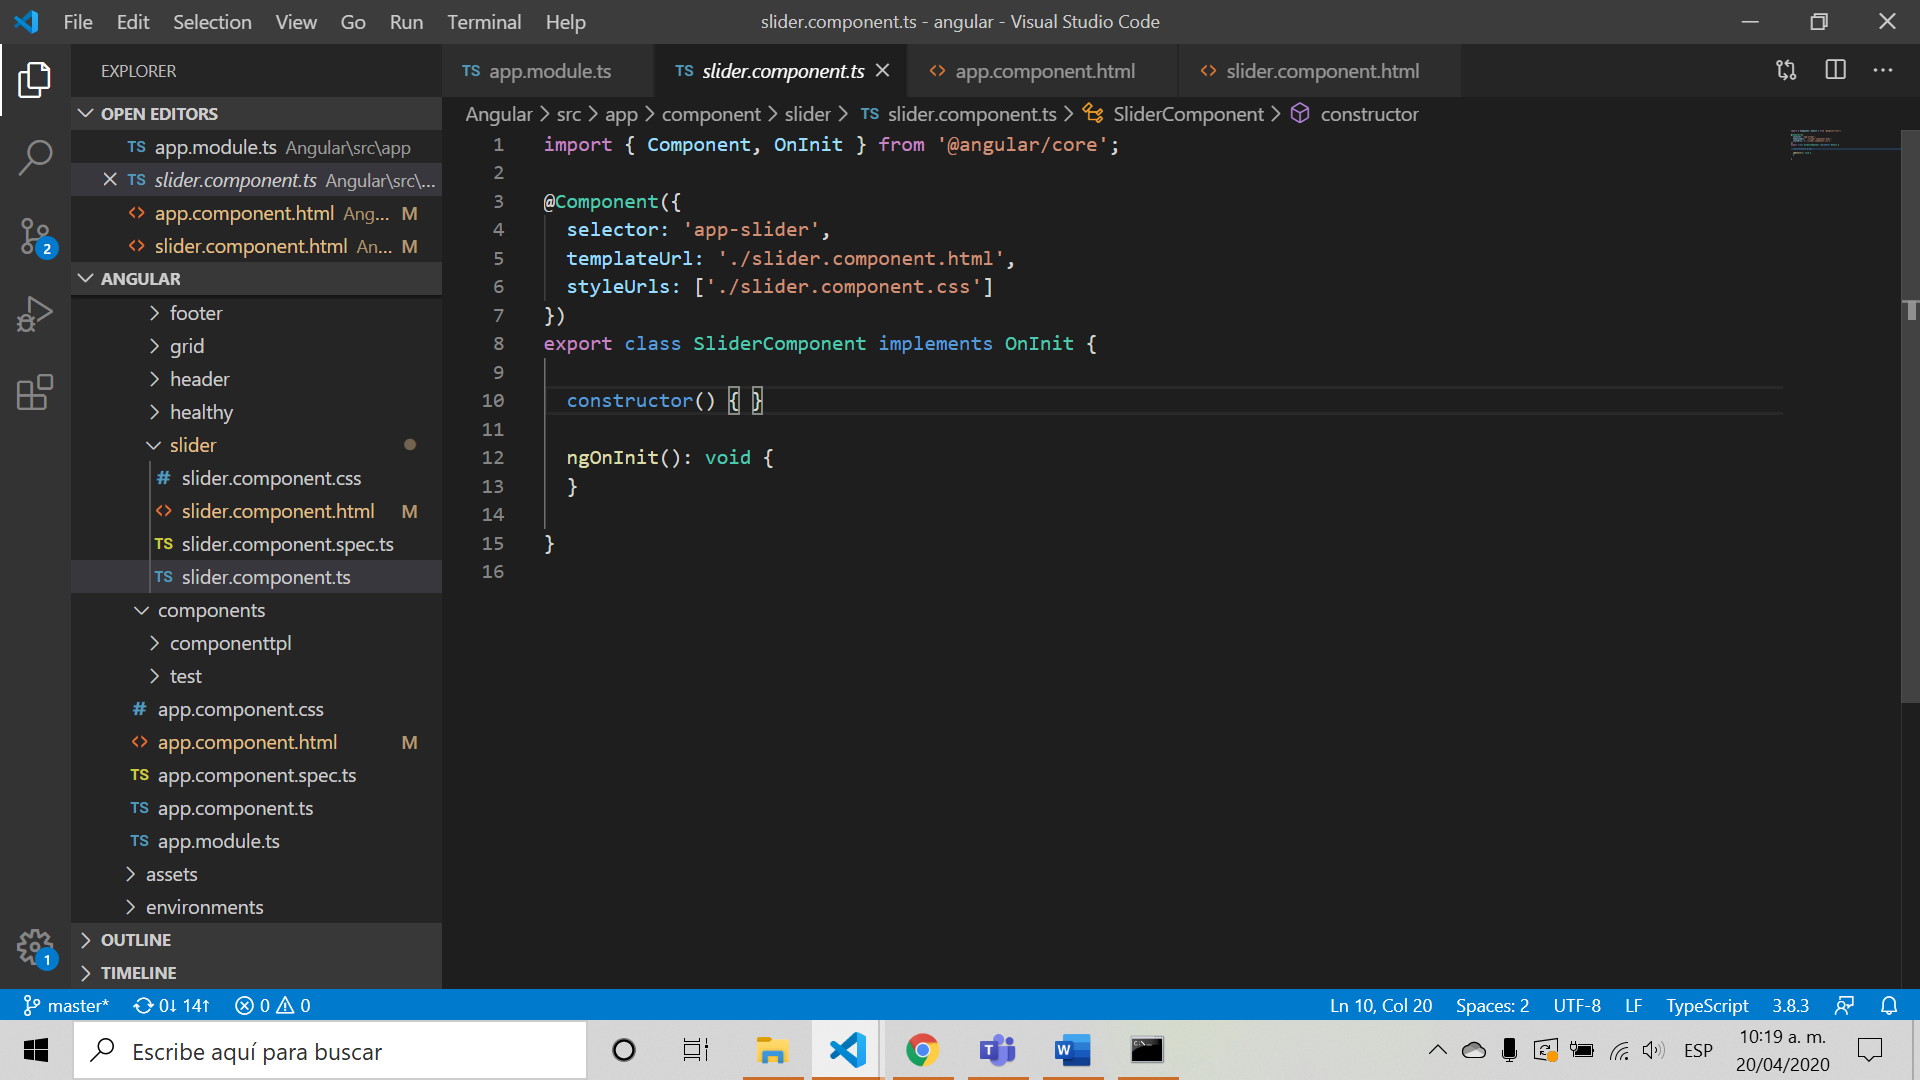 File Edit Selection View Go Run Terminal Help
slider.component.ts - angular - Visual Studio Code
EXPLORER
OPEN EDITORS
TS app.module.ts Angular\src\app
TS slider.component.ts Angular\src\...
<> app.component.html Ang... M
<> slider.component.html An... M
ANGULAR
footer
grid
header
healthy
slider
# slider.component.css
<> slider.component.html M
TS slider.component.spec.ts
TS slider.component.ts
components
componenttpl
test
# app.component.css
<> app.component.html M
TS app.component.spec.ts
TS app.component.ts
TS app.module.ts
assets
environments
OUTLINE
TIMELINE
2
1
TS app.module.ts
TS slider.component.ts
<> app.component.html
<> slider.component.html
Angular > src > app > component > slider > TS slider.component.ts > SliderComponent > constructor
1 import { Component, OnInit } from '@angular/core';
2
3 @Component({
4 selector: 'app-slider',
5 templateUrl: './slider.component.html',
6 styleUrls: ['./slider.component.css']
7 })
8 export class SliderComponent implements OnInit {
9
10 constructor() { }
11
12 ngOnInit(): void {
13 }
14
15 }
16
master* 0↓ 14↑ 0 0
Ln 10, Col 20 Spaces: 2 UTF-8 LF TypeScript 3.8.3
Escribe aquí para buscar
ESP
10:19 a. m.
20/04/2020